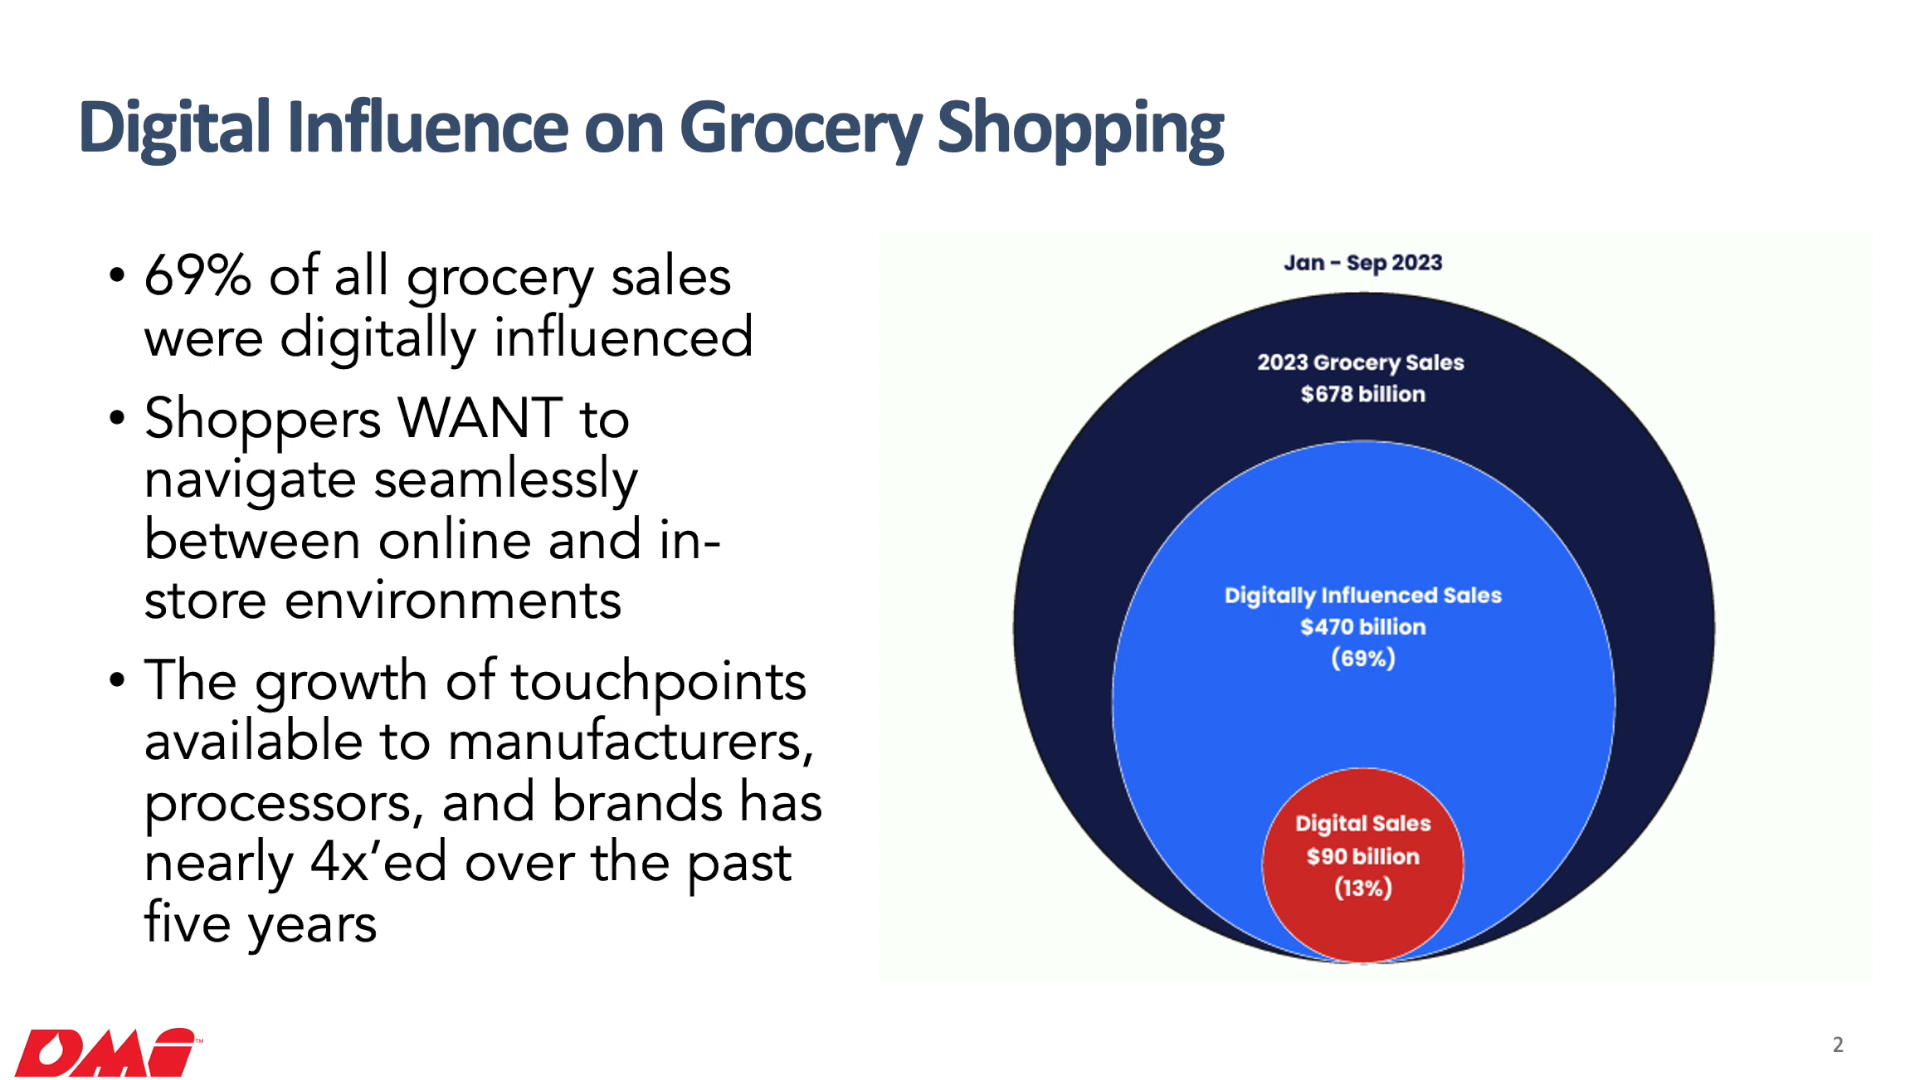 Digital Influence on Grocery Shopping
• 69% of all grocery sales
were digitally influenced
• Shoppers WANT to
navigate seamlessly
between online and in-
store environments
• The growth of touchpoints
available to manufacturers,
processors, and brands has
nearly 4x’ed over the past
five years
Jan - Sep 2023
2023 Grocery Sales
$678 billion
Digitally Influenced Sales
$470 billion
(69%)
Digital Sales
$90 billion
(13%)
DMI™
2